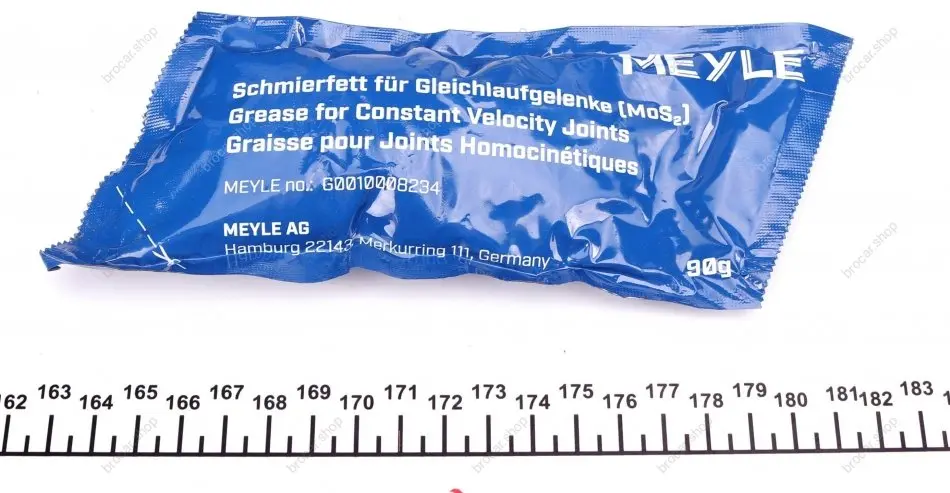 MEYLE
Schmierfett für Gleichlaufgelenke (MoS₂)
Grease for Constant Velocity Joints
Graisse pour Joints Homocinétiques
MEYLE no.: G0010008234
MEYLE AG
Hamburg 22143, Merkurring 111, Germany
90g
162 163 164 165 166 167 168 169 170 171 172 173 174 175 176 177 178 179 180 181 182 183
brocar.shop